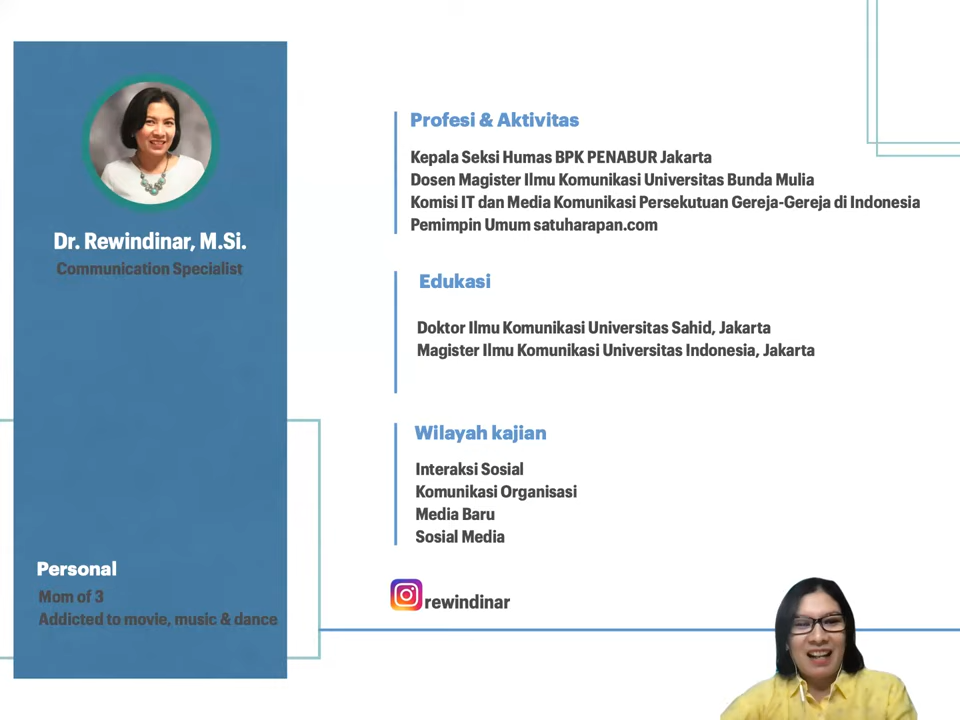 Dr. Rewindinar, M.Si.
Communication Specialist
Personal
Mom of 3
Addicted to movie, music & dance
Profesi & Aktivitas
Kepala Seksi Humas BPK PENABUR Jakarta
Dosen Magister Ilmu Komunikasi Universitas Bunda Mulia
Komisi IT dan Media Komunikasi Persekutuan Gereja-Gereja di Indonesia
Pemimpin Umum satuharapan.com
Edukasi
Doktor Ilmu Komunikasi Universitas Sahid, Jakarta
Magister Ilmu Komunikasi Universitas Indonesia, Jakarta
Wilayah kajian
Interaksi Sosial
Komunikasi Organisasi
Media Baru
Sosial Media
rewindinar